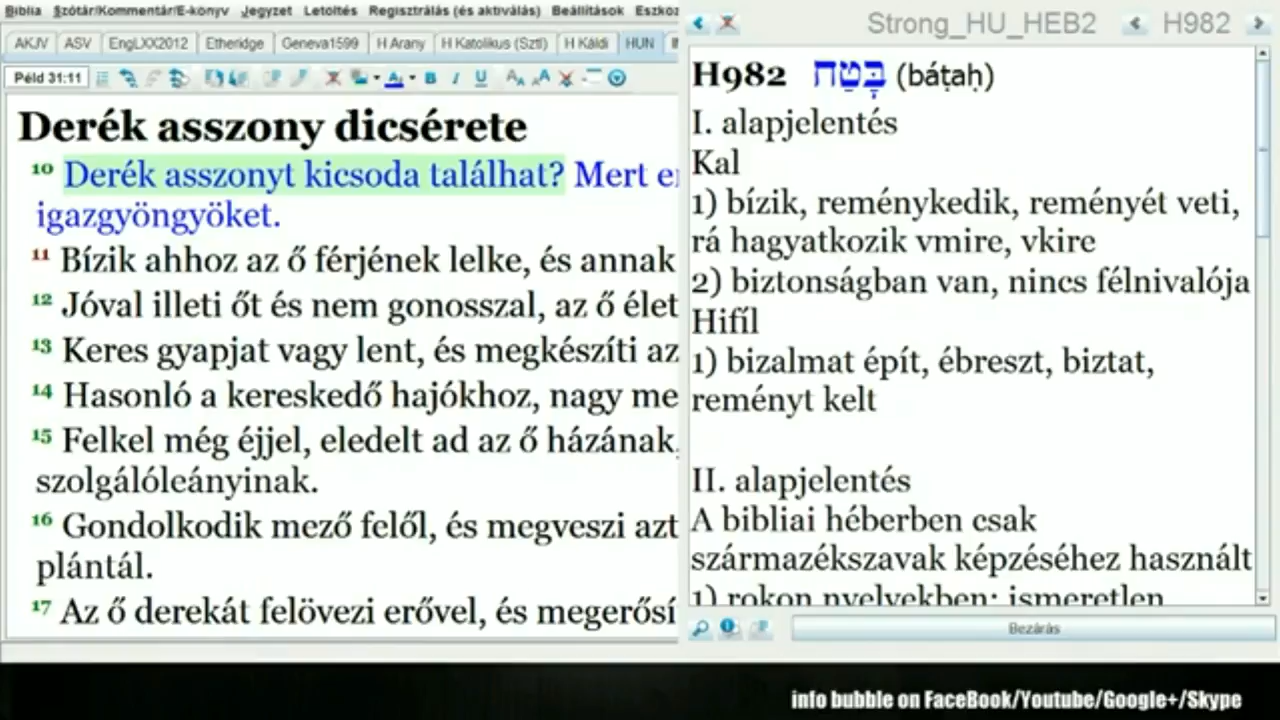 Biblia Szótár/Kommentár/E-könyv Jegyzet Letöltés Regisztrálás (és aktiválás) Beállítások
AKJV ASV EngLXX2012 Etheridge Geneva1599 H Arany H Katolikus (SztI) H Káldi HUN
Péld 31:11
Derék asszony dicsérete
10 Derék asszonyt kicsoda találhat? Mert
igazgyöngyöket.
11 Bízik ahhoz az ő férjének lelke, és annak
12 Jóval illeti őt és nem gonosszal, az ő élet
13 Keres gyapjat vagy lent, és megkészíti az
14 Hasonló a kereskedő hajókhoz, nagy me
15 Felkel még éjjel, eledelt ad az ő házának,
szolgálóleányinak.
16 Gondolkodik mező felől, és megveszi azt
plántál.
17 Az ő derekát felövezi erővel, és megerősí
Strong_HU_HEB2 H982
H982 בָּטַח (báṭaḥ)
I. alapjelentés
Kal
1) bízik, reménykedik, reményét veti,
rá hagyatkozik vmire, vkire
2) biztonságban van, nincs félnivalója
Hifíl
1) bizalmat épít, ébreszt, biztat,
reményt kelt
II. alapjelentés
A bibliai héberben csak
származékszavak képzéséhez használt
1) rokon nyelvekben: ismeretlen
Bezárás
info bubble on FaceBook/Youtube/Google+/Skype